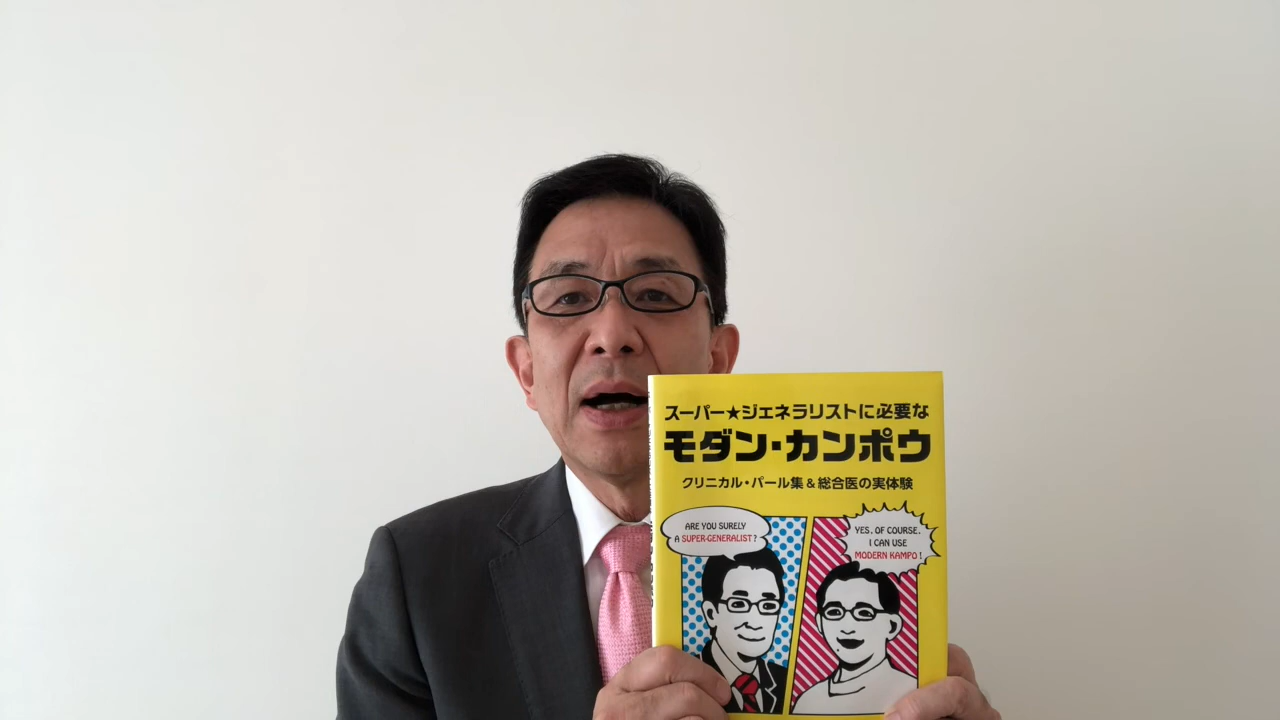 スーパー★ジェネラリストに必要な
モダン・カンポウ
クリニカル・パール集&総合医の実体験
ARE YOU SURELY
A SUPER-GENERALIST?
YES, OF COURSE.
I CAN USE
MODERN KAMPO!